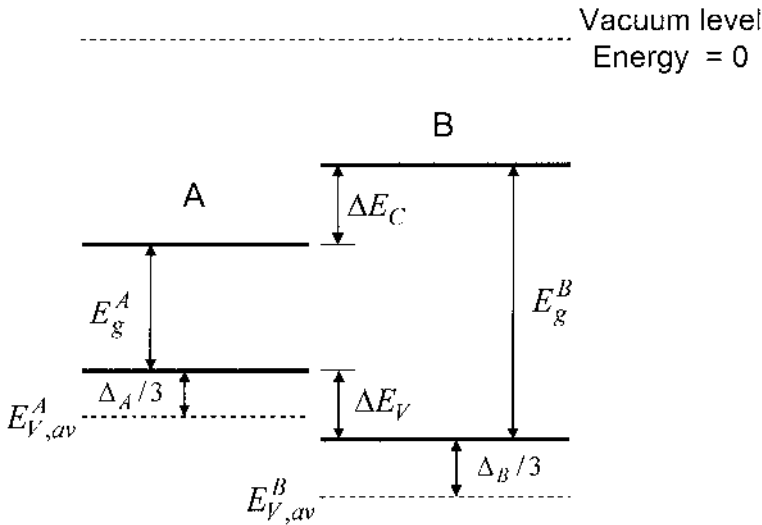 Vacuum level
Energy = 0
B
A
ΔE_C
E_g^A
E_g^B
Δ_A/3
ΔE_V
E_{V,av}^A
Δ_B/3
E_{V,av}^B